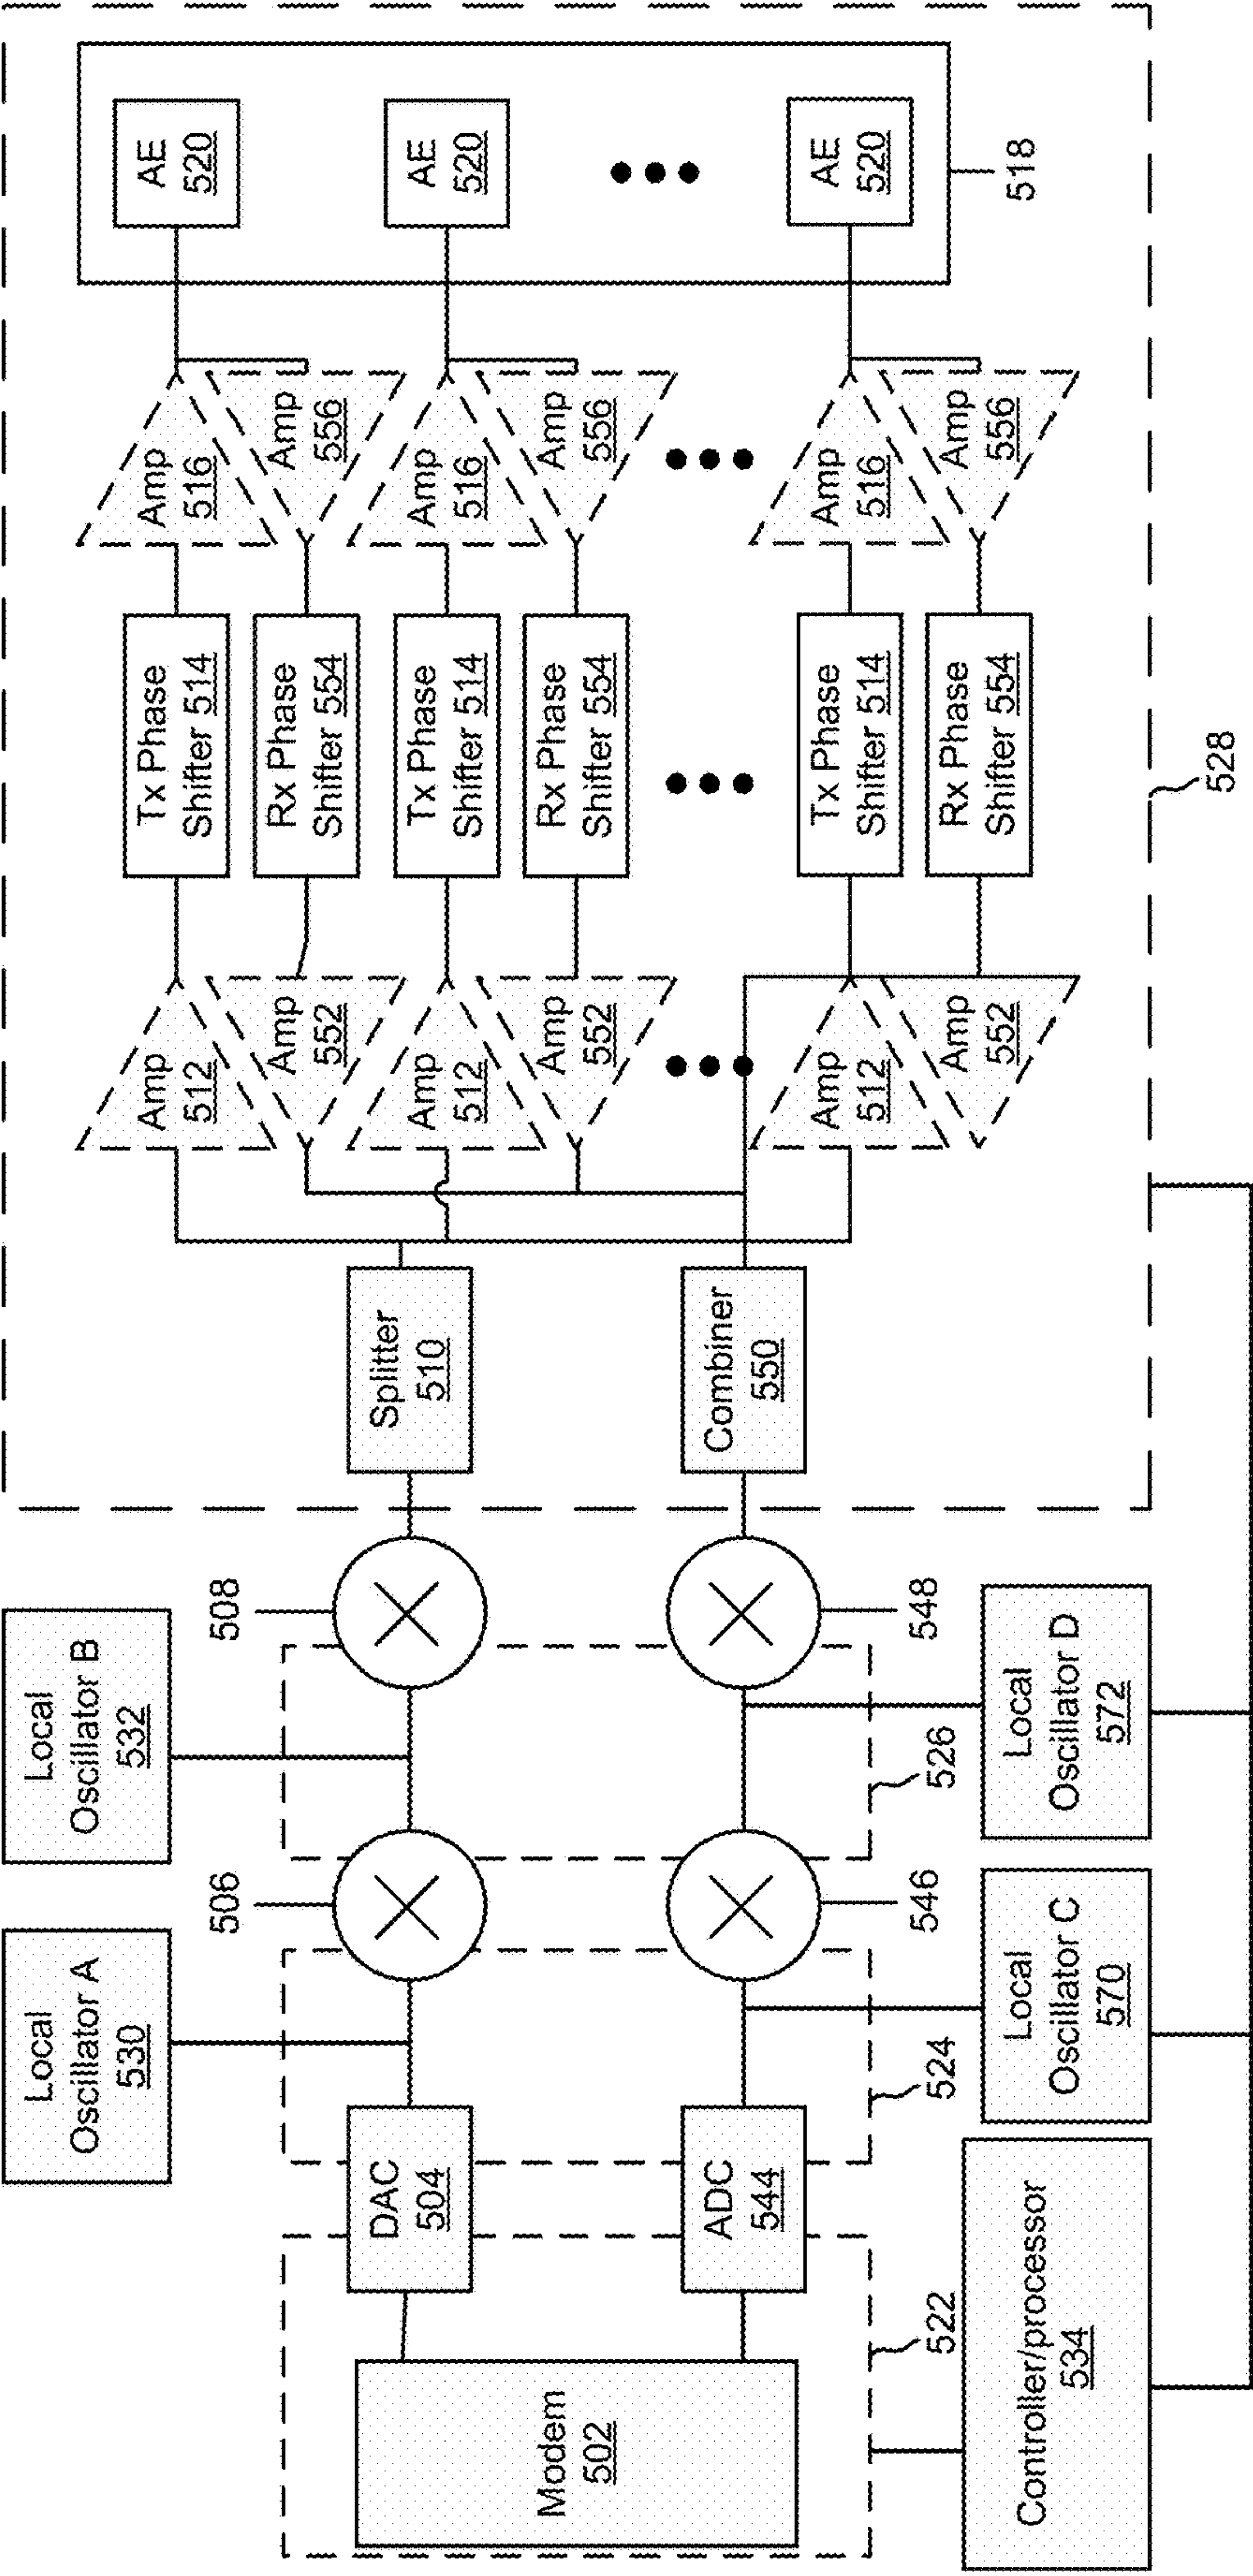 Local
Oscillator A
530
Local
Oscillator B
532
506
508
Modem
502
DAC
504
ADC
544
Splitter
510
Combiner
550
Amp
512
Amp
552
Amp
512
Amp
552
Amp
512
Amp
552
Tx Phase
Shifter 514
Rx Phase
Shifter 554
Tx Phase
Shifter 514
Rx Phase
Shifter 554
Tx Phase
Shifter 514
Rx Phase
Shifter 554
Amp
516
Amp
556
Amp
516
Amp
556
Amp
516
Amp
556
AE
520
AE
520
AE
520
518
522
524
546
526
548
Controller/processor
534
Local
Oscillator C
570
Local
Oscillator D
572
528